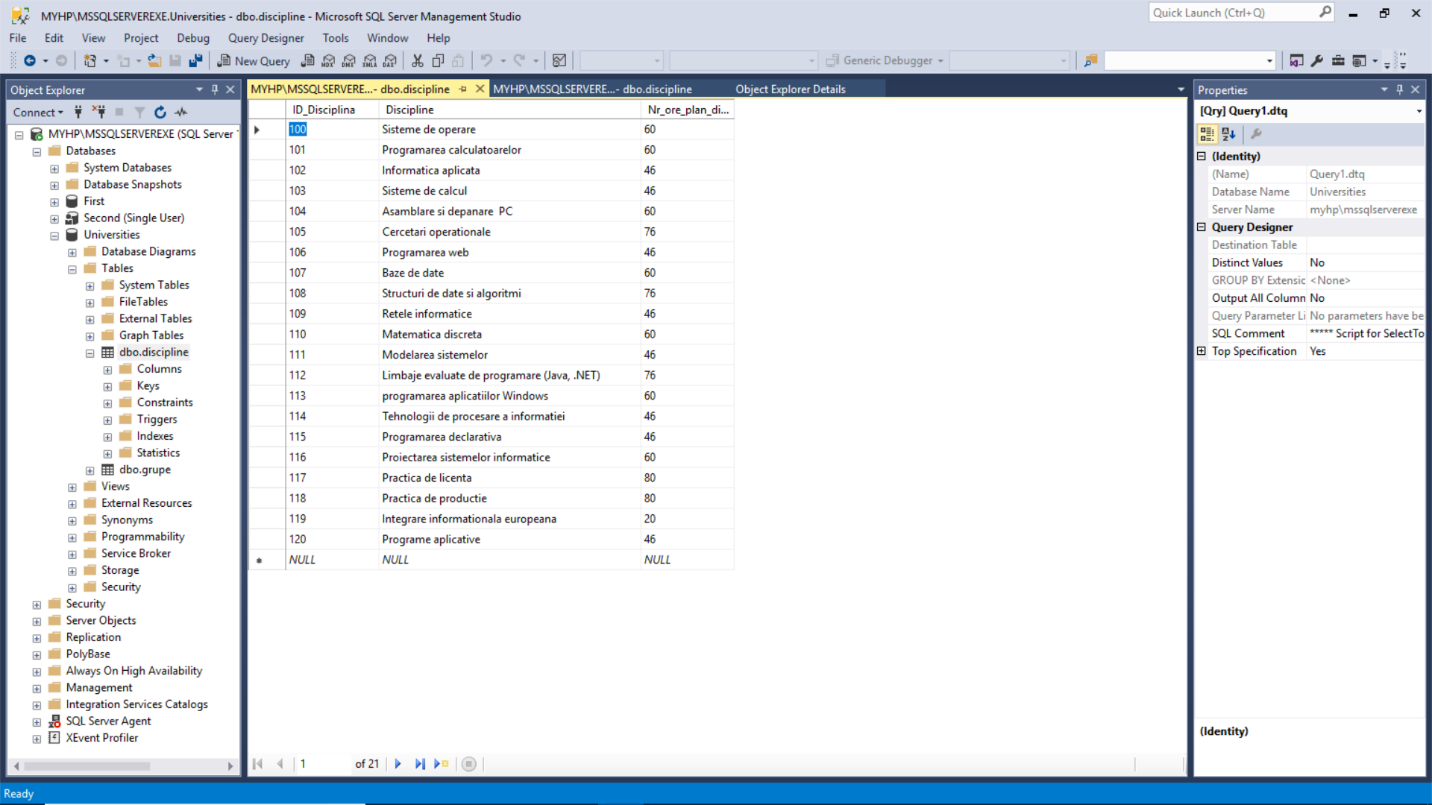 MYHP\MSSQLSERVEREXE.Universities - dbo.discipline - Microsoft SQL Server Management Studio
Quick Launch (Ctrl+Q)
File Edit View Project Debug Query Designer Tools Window Help
New Query
Generic Debugger
Object Explorer
Connect
MYHP\MSSQLSERVEREXE (SQL Server
Databases
System Databases
Database Snapshots
First
Second (Single User)
Universities
Database Diagrams
Tables
System Tables
FileTables
External Tables
Graph Tables
dbo.discipline
Columns
Keys
Constraints
Triggers
Indexes
Statistics
dbo.grupe
Views
External Resources
Synonyms
Programmability
Service Broker
Storage
Security
Security
Server Objects
Replication
PolyBase
Always On High Availability
Management
Integration Services Catalogs
SQL Server Agent
XEvent Profiler
MYHP\MSSQLSERVERE...- dbo.discipline MYHP\MSSQLSERVERE...- dbo.discipline Object Explorer Details
ID_Disciplina Discipline Nr_ore_plan_di...
100 Sisteme de operare 60
101 Programarea calculatoarelor 60
102 Informatica aplicata 46
103 Sisteme de calcul 46
104 Asamblare si depanare PC 60
105 Cercetari operationale 76
106 Programarea web 46
107 Baze de date 60
108 Structuri de date si algoritmi 76
109 Retele informatice 46
110 Matematica discreta 60
111 Modelarea sistemelor 46
112 Limbaje evaluate de programare (Java, .NET) 76
113 programarea aplicatiilor Windows 60
114 Tehnologii de procesare a informatiei 46
115 Programarea declarativa 46
116 Proiectarea sistemelor informatice 60
117 Practica de licenta 80
118 Practica de productie 80
119 Integrare informationala europeana 20
120 Programe aplicative 46
NULL NULL NULL
1 of 21
Properties
[Qry] Query1.dtq
(Identity)
(Name) Query1.dtq
Database Name Universities
Server Name myhp\mssqlserverexe
Query Designer
Destination Table
Distinct Values No
GROUP BY Extensic <None>
Output All Column No
Query Parameter Li No parameters have be
SQL Comment ***** Script for SelectTo
Top Specification Yes
(Identity)
Ready